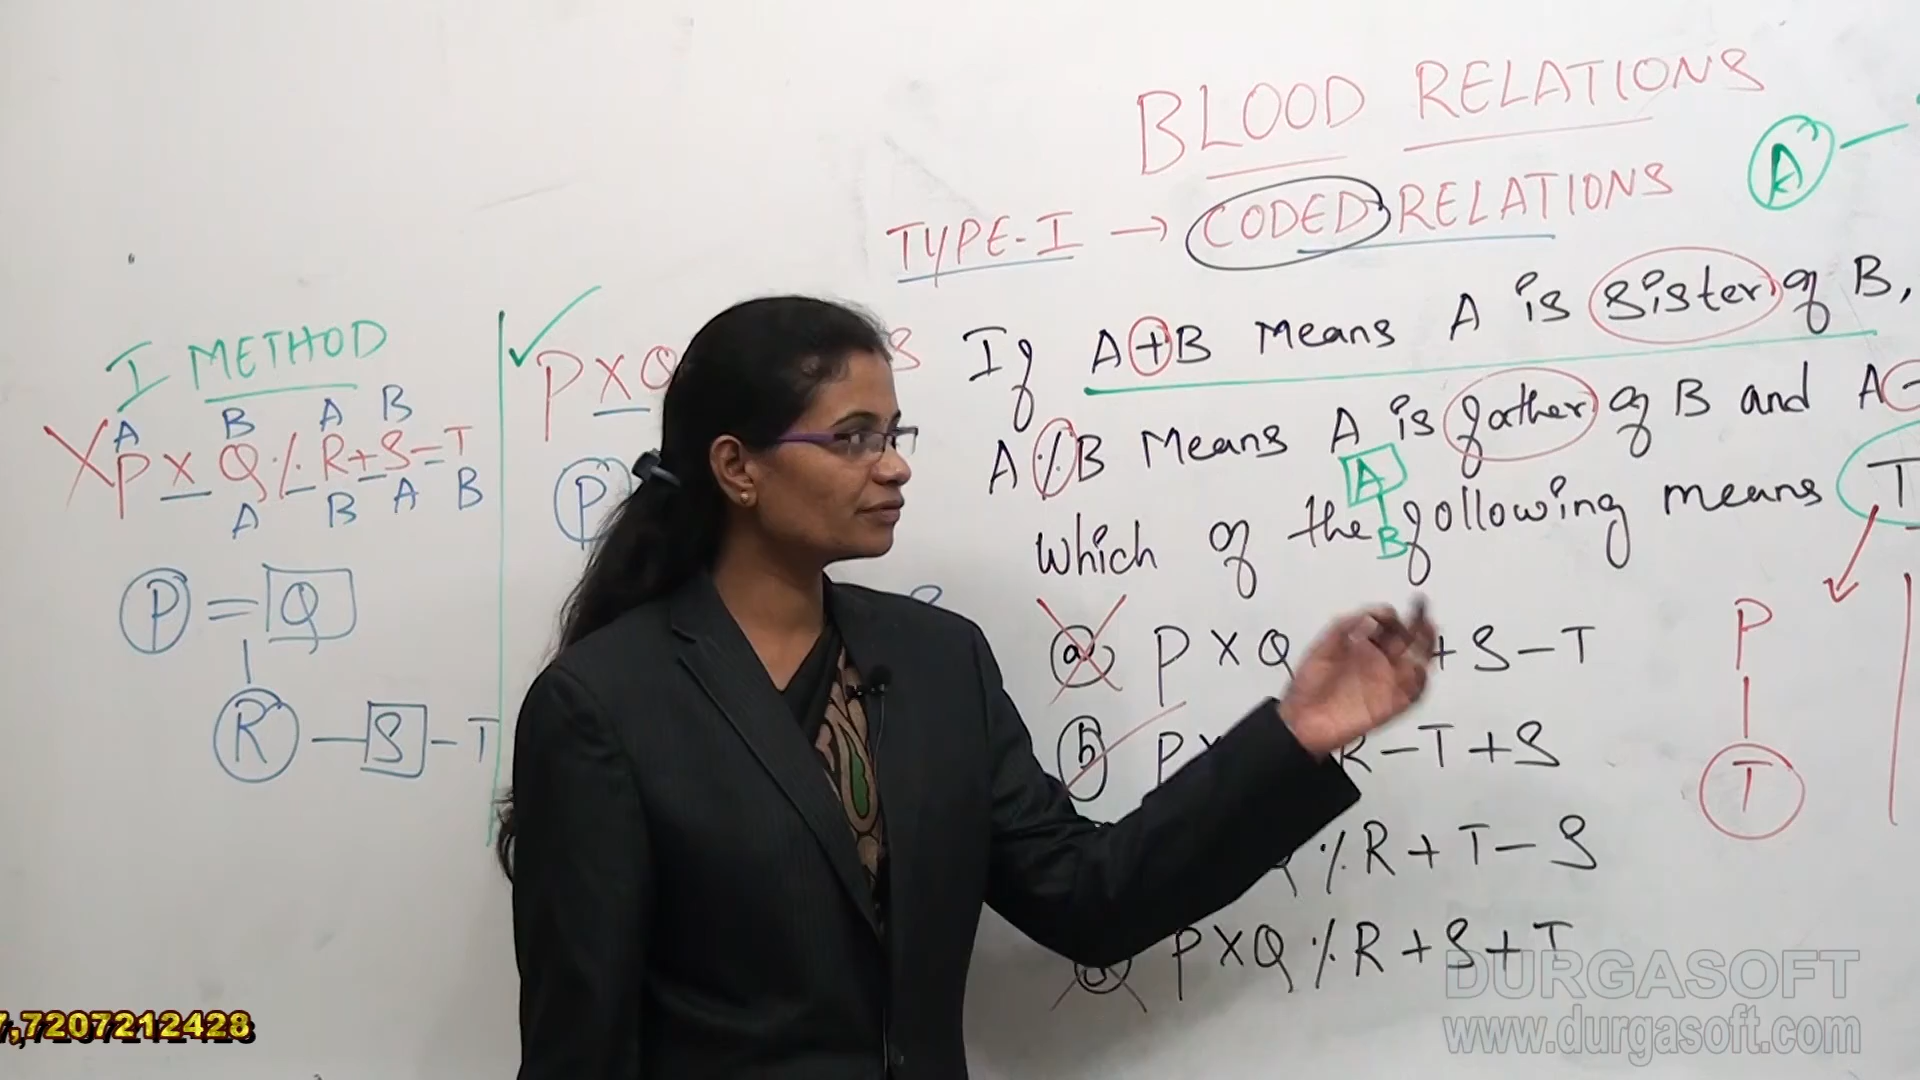 BLOOD RELATIONS
A
TYPE-I → CODED RELATIONS
If A+B Means A is sister of B,
A % B Means A is father of B and A -
A
B
which of the following means T
a P X Q + S - T
b P X R - T + S
Q % R + T - S
P X Q % R + S + T
P
T
I METHOD
A B A B
X P X Q % R + S - T
A B A B
P = Q
R — S - T
P X Q S
P
DURGASOFT
www.durgasoft.com
7,7207212428